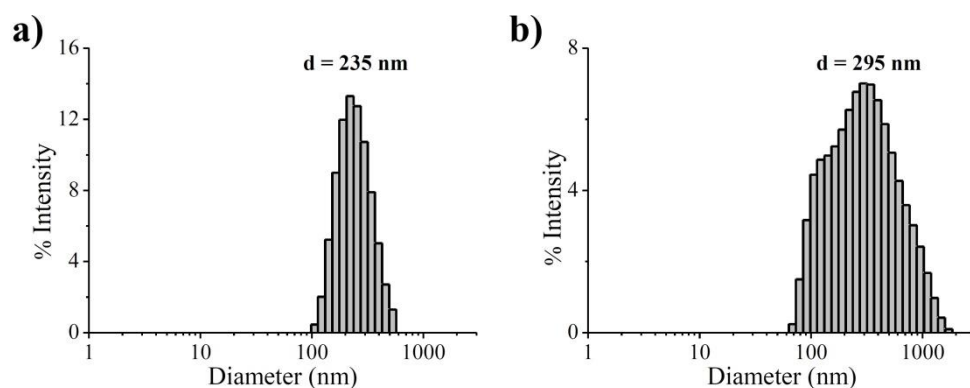 a)
d = 235 nm
% Intensity
16
12
8
4
0
1
10
100
1000
Diameter (nm)
b)
d = 295 nm
% Intensity
8
4
0
1
10
100
1000
Diameter (nm)